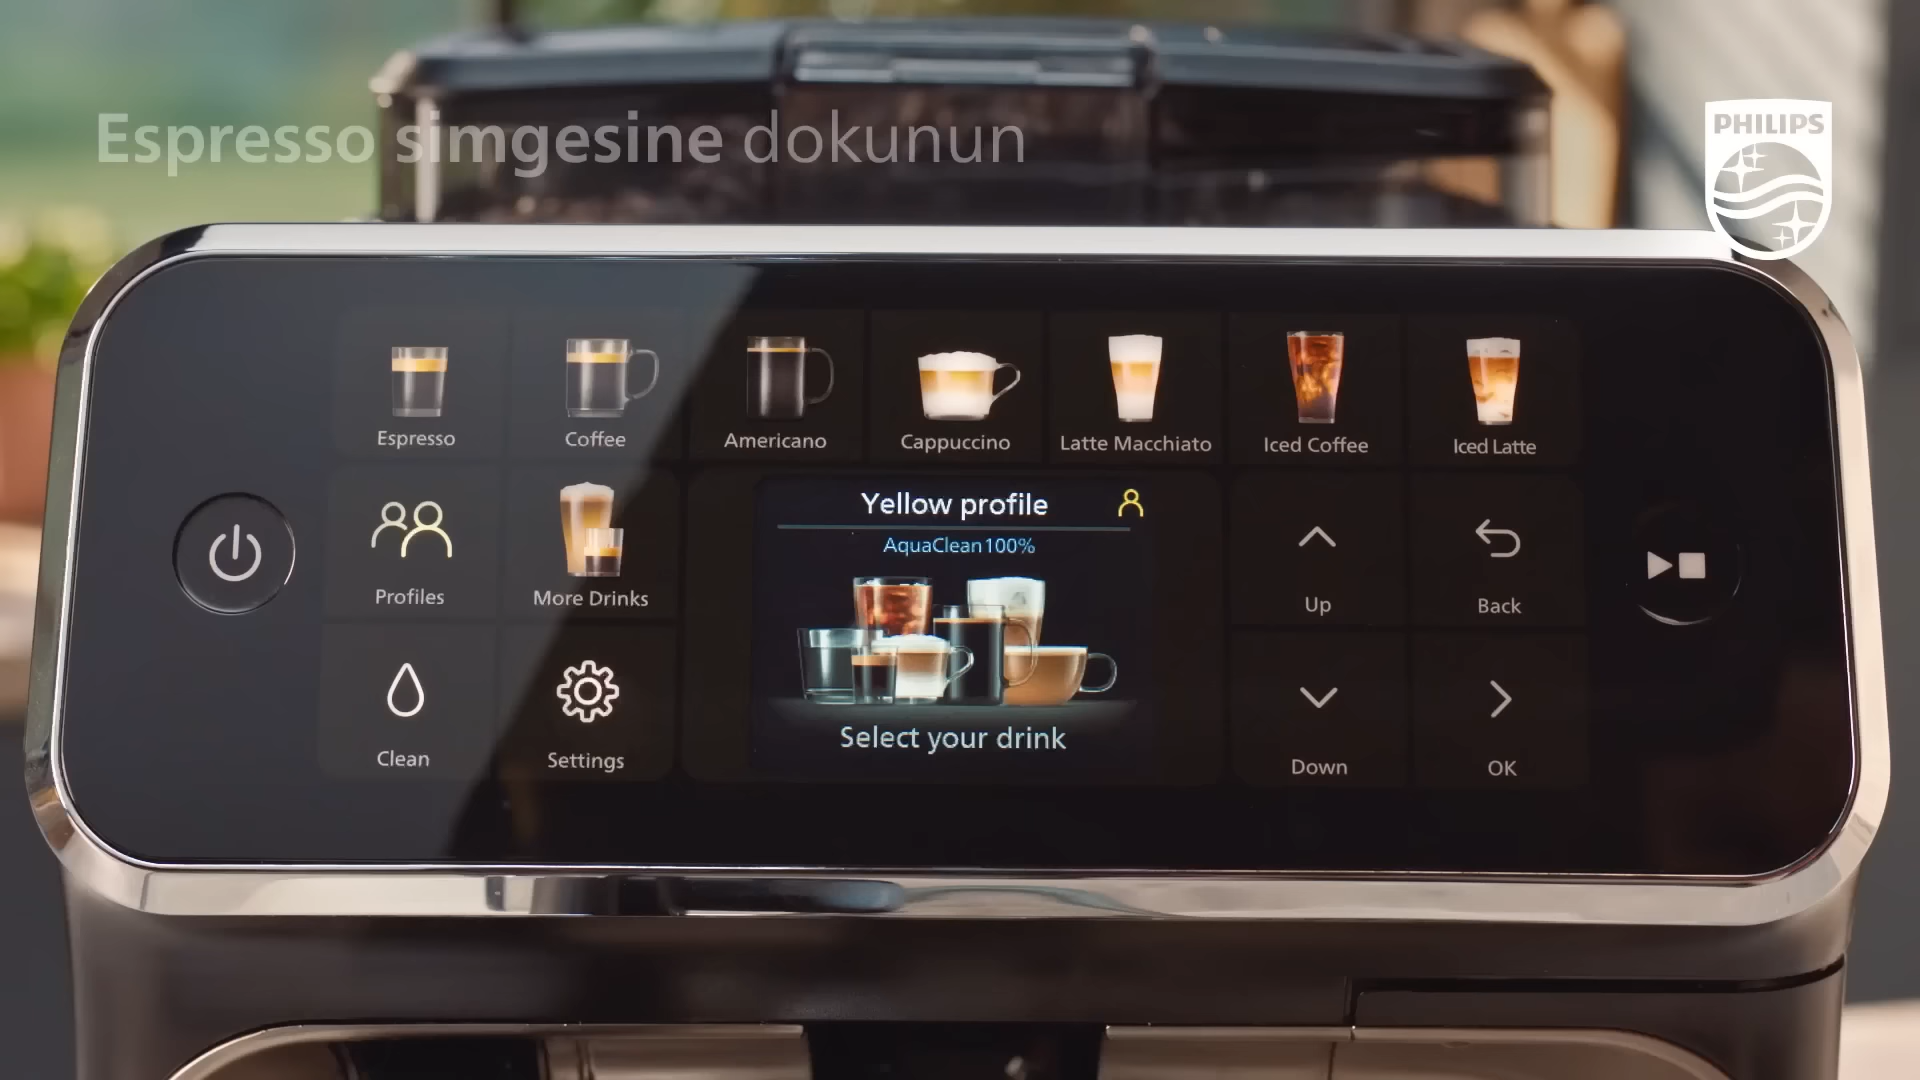 Espresso simgesine dokunun
PHILIPS
Espresso
Coffee
Americano
Cappuccino
Latte Macchiato
Iced Coffee
Iced Latte
Profiles
More Drinks
Yellow profile
AquaClean 100%
Select your drink
Up
Back
Clean
Settings
Down
OK